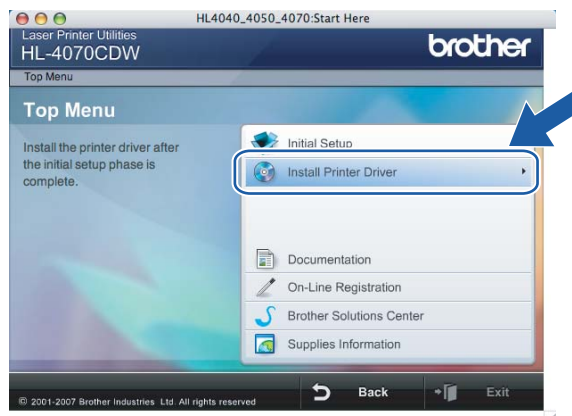 HL4040_4050_4070:Start Here
Laser Printer Utilities
HL-4070CDW
brother
Top Menu
Top Menu
Install the printer driver after
the initial setup phase is
complete.
Initial Setup
Install Printer Driver
Documentation
On-Line Registration
Brother Solutions Center
Supplies Information
© 2001-2007 Brother Industries Ltd. All rights reserved
Back
Exit